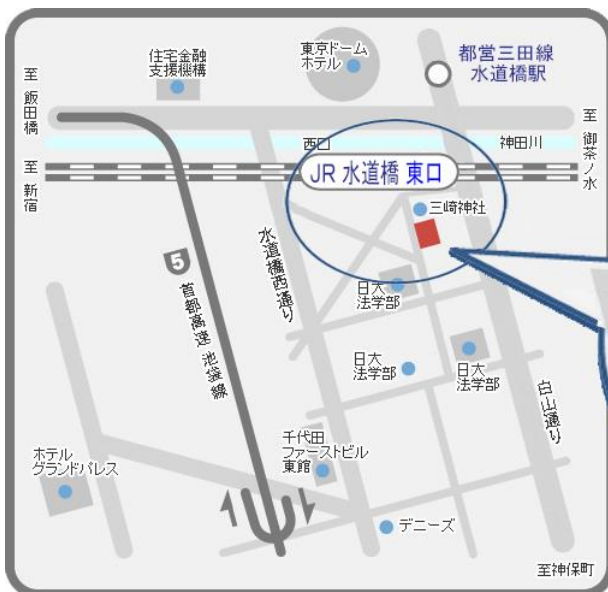 住宅金融
支援機構
東京ドーム
ホテル
都営三田線
水道橋駅
至 飯田橋
至 御茶ノ水
西口
神田川
至 新宿
JR 水道橋 東口
三崎神社
5
首都高速 池袋線
水道橋西通り
日大
法学部
日大
法学部
日大
法学部
白山通り
千代田
ファーストビル
東館
ホテル
グランドパレス
デニーズ
至神保町